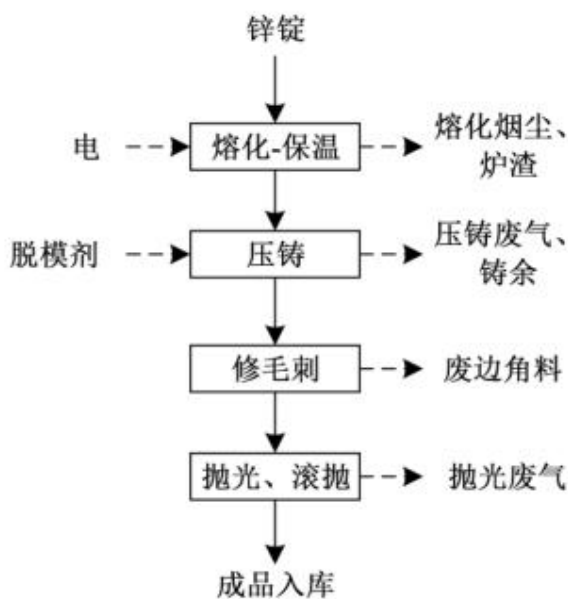 锌锭
电
熔化-保温
熔化烟尘、
炉渣
脱模剂
压铸
压铸废气、
铸余
修毛刺
废边角料
抛光、滚抛
抛光废气
成品入库